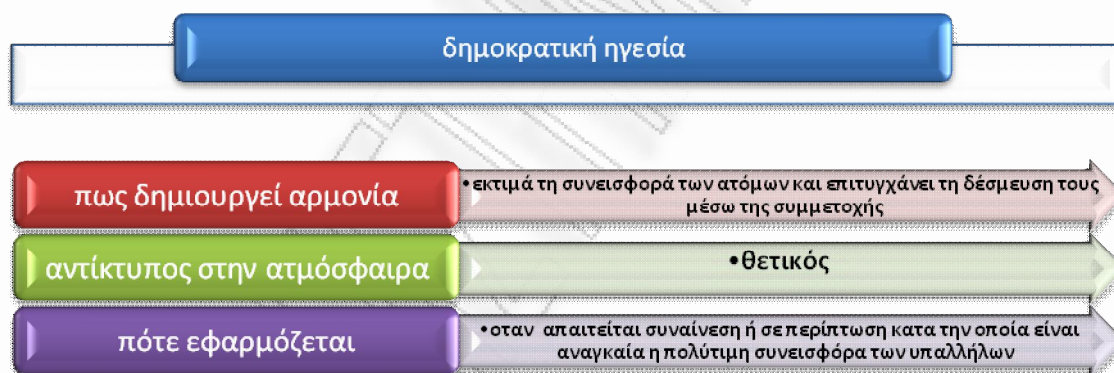 δημοκρατική ηγεσία
πως δημιουργεί αρμονία
•εκτιμά τη συνεισφορά των ατόμων και επιτυγχάνει τη δέσμευση τους
μέσω της συμμετοχής
αντίκτυπος στην ατμόσφαιρα
•θετικός
πότε εφαρμόζεται
•οταν απαιτείται συναίνεση ή σε περίπτωση κατα την οποία είναι
αναγκαία η πολύτιμη συνεισφόρα των υπαλλήλων